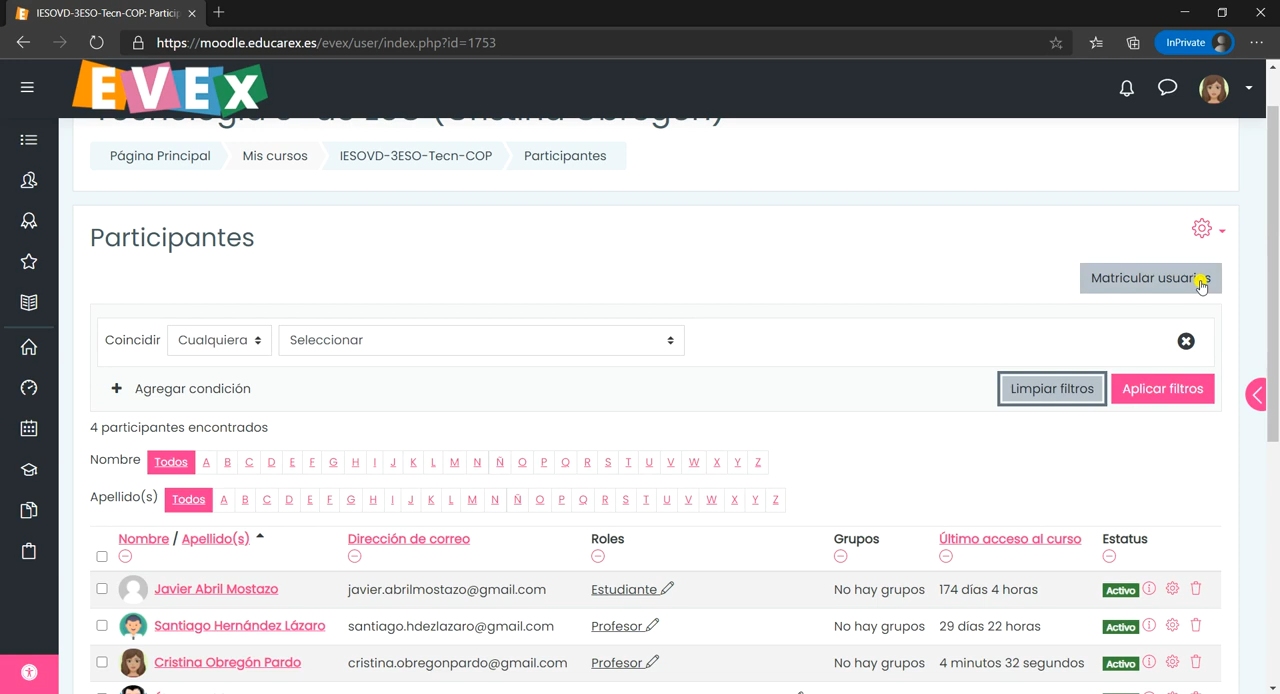 IESOVD-3ESO-Tecn-COP: Particip
https://moodle.educarex.es/evex/user/index.php?id=1753
InPrivate
EVEX
Página Principal
Mis cursos
IESOVD-3ESO-Tecn-COP
Participantes
Participantes
Matricular usuarios
Coincidir
Cualquiera
Seleccionar
Agregar condición
Limpiar filtros
Aplicar filtros
4 participantes encontrados
Nombre Todos A B C D E F G H I J K L M N Ñ O P Q R S T U V W X Y Z
Apellido(s) Todos A B C D E F G H I J K L M N Ñ O P Q R S T U V W X Y Z
Nombre / Apellido(s) Dirección de correo Roles Grupos Último acceso al curso Estatus
Javier Abril Mostazo javier.abrilmostazo@gmail.com Estudiante No hay grupos 174 días 4 horas Activo
Santiago Hernández Lázaro santiago.hdezlazaro@gmail.com Profesor No hay grupos 29 días 22 horas Activo
Cristina Obregón Pardo cristina.obregonpardo@gmail.com Profesor No hay grupos 4 minutos 32 segundos Activo